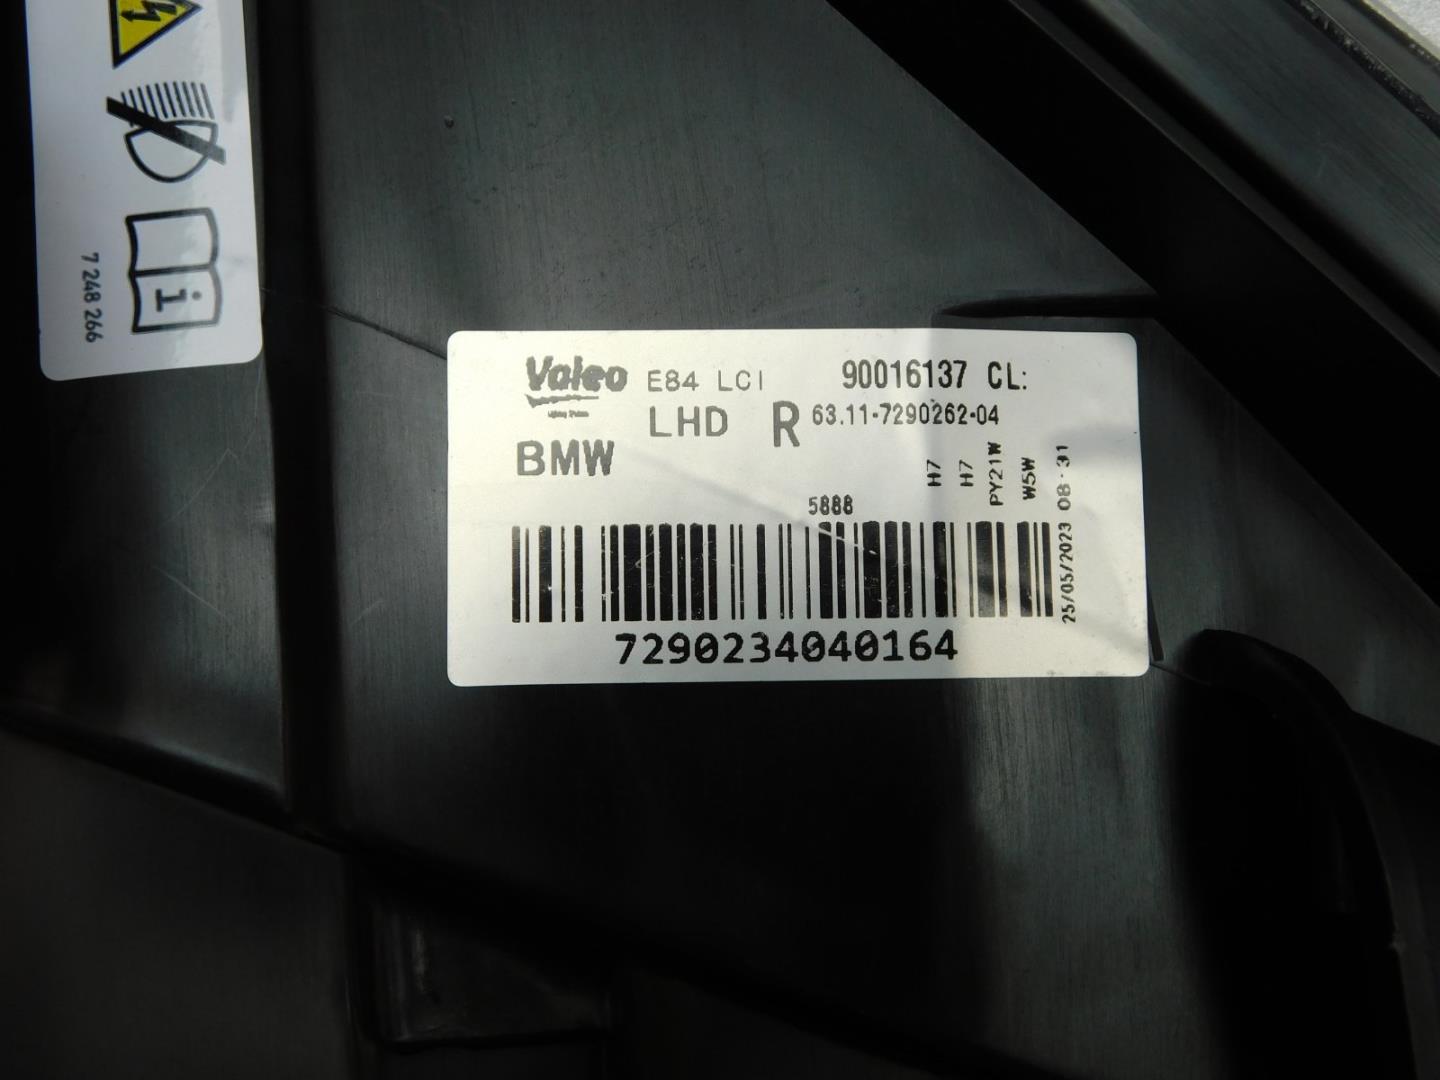 7 248 266
Valeo E84 LCI 90016137 CL:
LHD R 63.11-7290262-04
BMW
H7
H7
PY21W
W5W
25/05/2023 08:31
5888
7290234040164